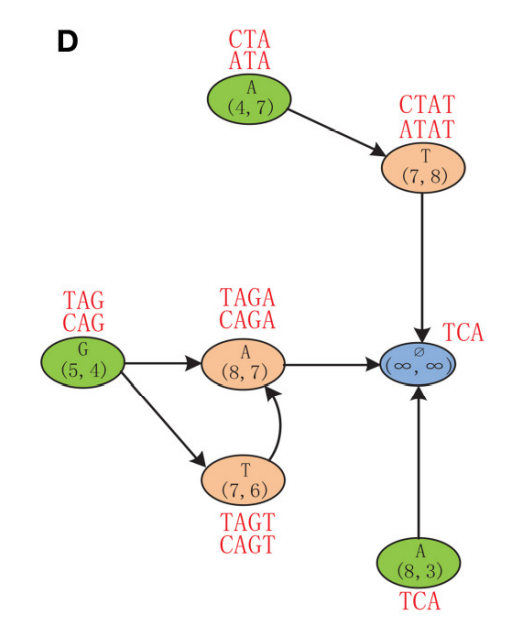 D
CTA
ATA
A
(4, 7)
CTAT
ATAT
T
(7, 8)
TAG
CAG
G
(5, 4)
TAGA
CAGA
A
(8, 7)
TCA
∅
(∞, ∞)
T
(7, 6)
TAGT
CAGT
A
(8, 3)
TCA